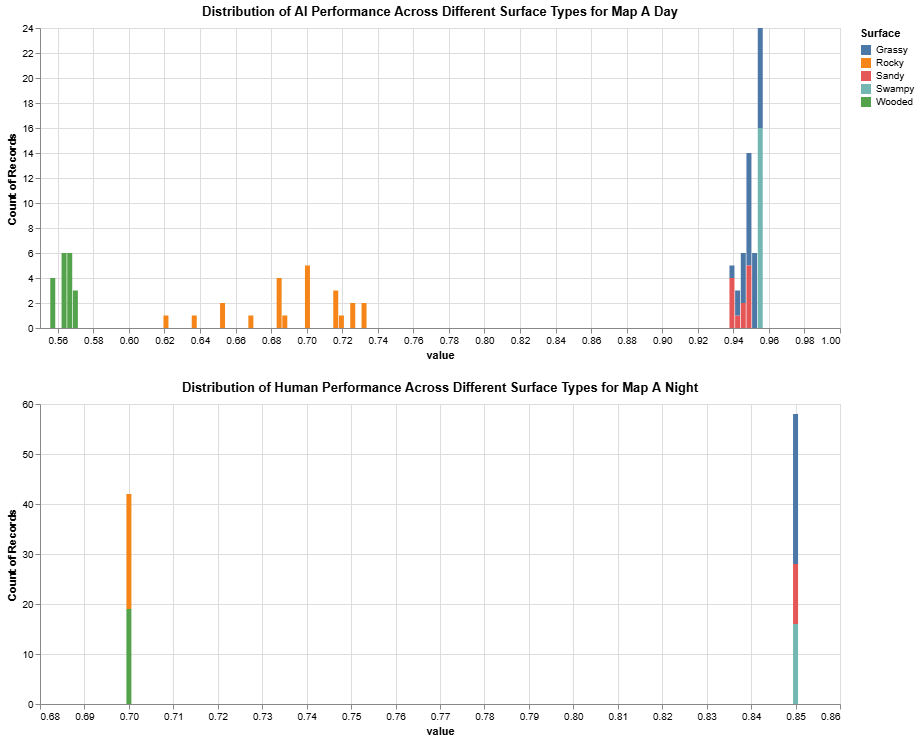 Distribution of AI Performance Across Different Surface Types for Map A Day
Count of Records
24
22
20
18
16
14
12
10
8
6
4
2
0
0.56 0.58 0.60 0.62 0.64 0.66 0.68 0.70 0.72 0.74 0.76 0.78 0.80 0.82 0.84 0.86 0.88 0.90 0.92 0.94 0.96 0.98 1.00
value
Surface
Grassy
Rocky
Sandy
Swampy
Wooded
Distribution of Human Performance Across Different Surface Types for Map A Night
Count of Records
60
50
40
30
20
10
0
0.68 0.69 0.70 0.71 0.72 0.73 0.74 0.75 0.76 0.77 0.78 0.79 0.80 0.81 0.82 0.83 0.84 0.85 0.86
value